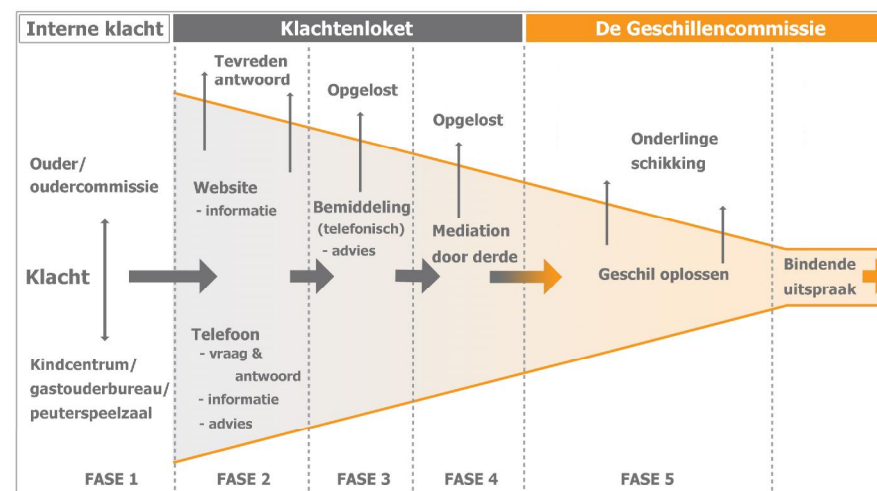 Interne klacht
Klachtenloket
De Geschillencommissie
Ouder/
oudercommissie
Klacht
Kindcentrum/
gastouderbureau/
peuterspeelzaal
FASE 1
Tevreden
antwoord
Website
- informatie
Telefoon
- vraag &
antwoord
- informatie
- advies
FASE 2
Opgelost
Bemiddeling
(telefonisch)
- advies
FASE 3
Opgelost
Mediation
door derde
FASE 4
Onderlinge
schikking
Geschil oplossen
FASE 5
Bindende
uitspraak